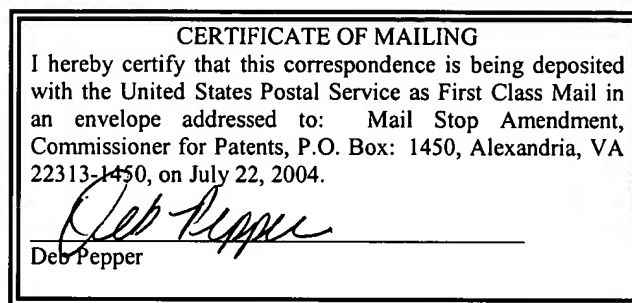 CERTIFICATE OF MAILING
I hereby certify that this correspondence is being deposited
with the United States Postal Service as First Class Mail in
an envelope addressed to: Mail Stop Amendment,
Commissioner for Patents, P.O. Box: 1450, Alexandria, VA
22313-1450, on July 22, 2004.
Deb Pepper
Deb Pepper